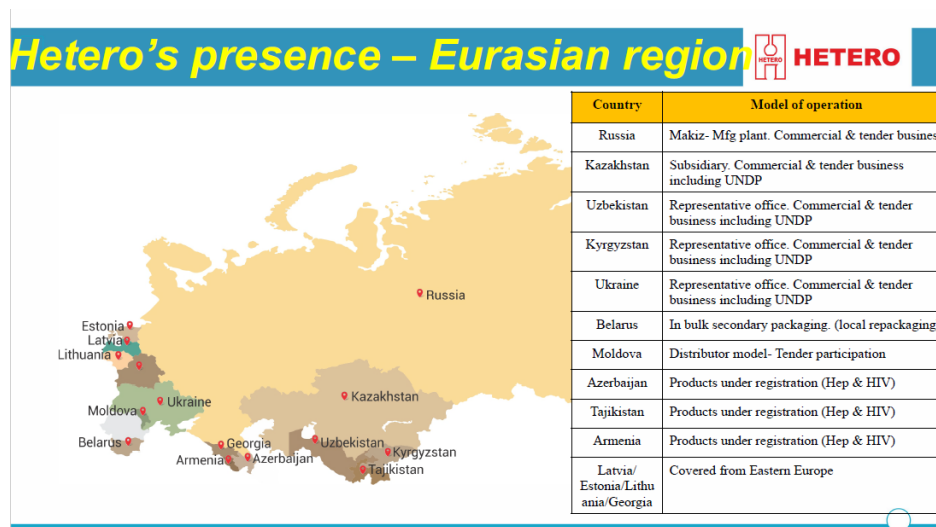 Hetero's presence – Eurasian region
HETERO
HETERO
Country Model of operation
Russia Makiz- Mfg plant. Commercial & tender busines
Kazakhstan Subsidiary. Commercial & tender business
including UNDP
Uzbekistan Representative office. Commercial & tender
business including UNDP
Kyrgyzstan Representative office. Commercial & tender
business including UNDP
Ukraine Representative office. Commercial & tender
business including UNDP
Belarus In bulk secondary packaging. (local repackaging
Moldova Distributor model- Tender participation
Azerbaijan Products under registration (Hep & HIV)
Tajikistan Products under registration (Hep & HIV)
Armenia Products under registration (Hep & HIV)
Latvia/ Covered from Eastern Europe
Estonia/Lithu
ania/Georgia
Russia
Estonia
Latvia
Lithuania
Kazakhstan
Ukraine
Moldova
Belarus
Georgia
Uzbekistan
Kyrgyzstan
Armenia
Azerbaijan
Tajikistan